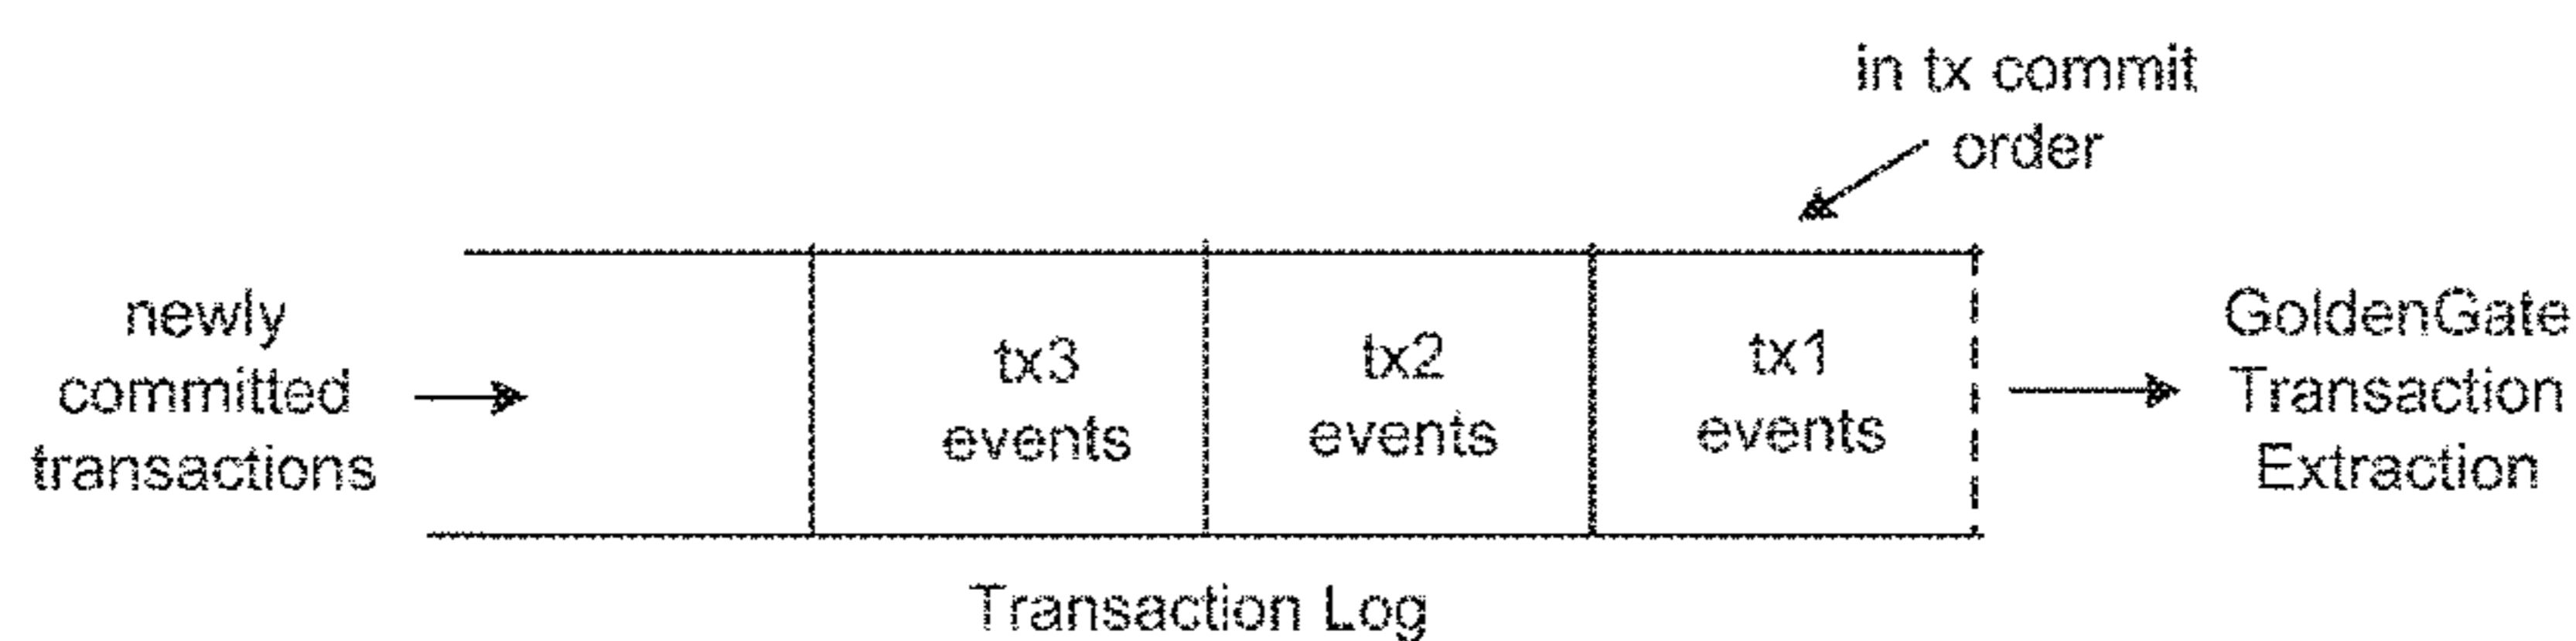 in tx commit
order
newly
committed
transactions
tx3
events
tx2
events
tx1
events
GoldenGate
Transaction
Extraction
Transaction Log